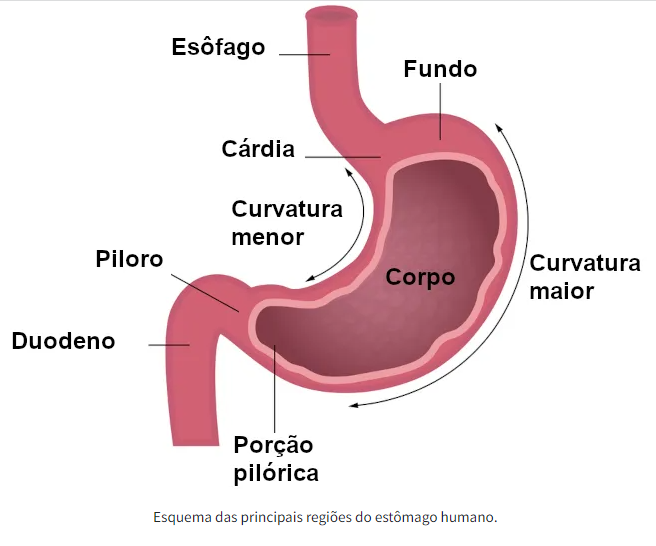 Esôfago
Fundo
Cárdia
Curvatura
menor
Piloro
Corpo
Curvatura
maior
Duodeno
Porção
pilórica
Esquema das principais regiões do estômago humano.